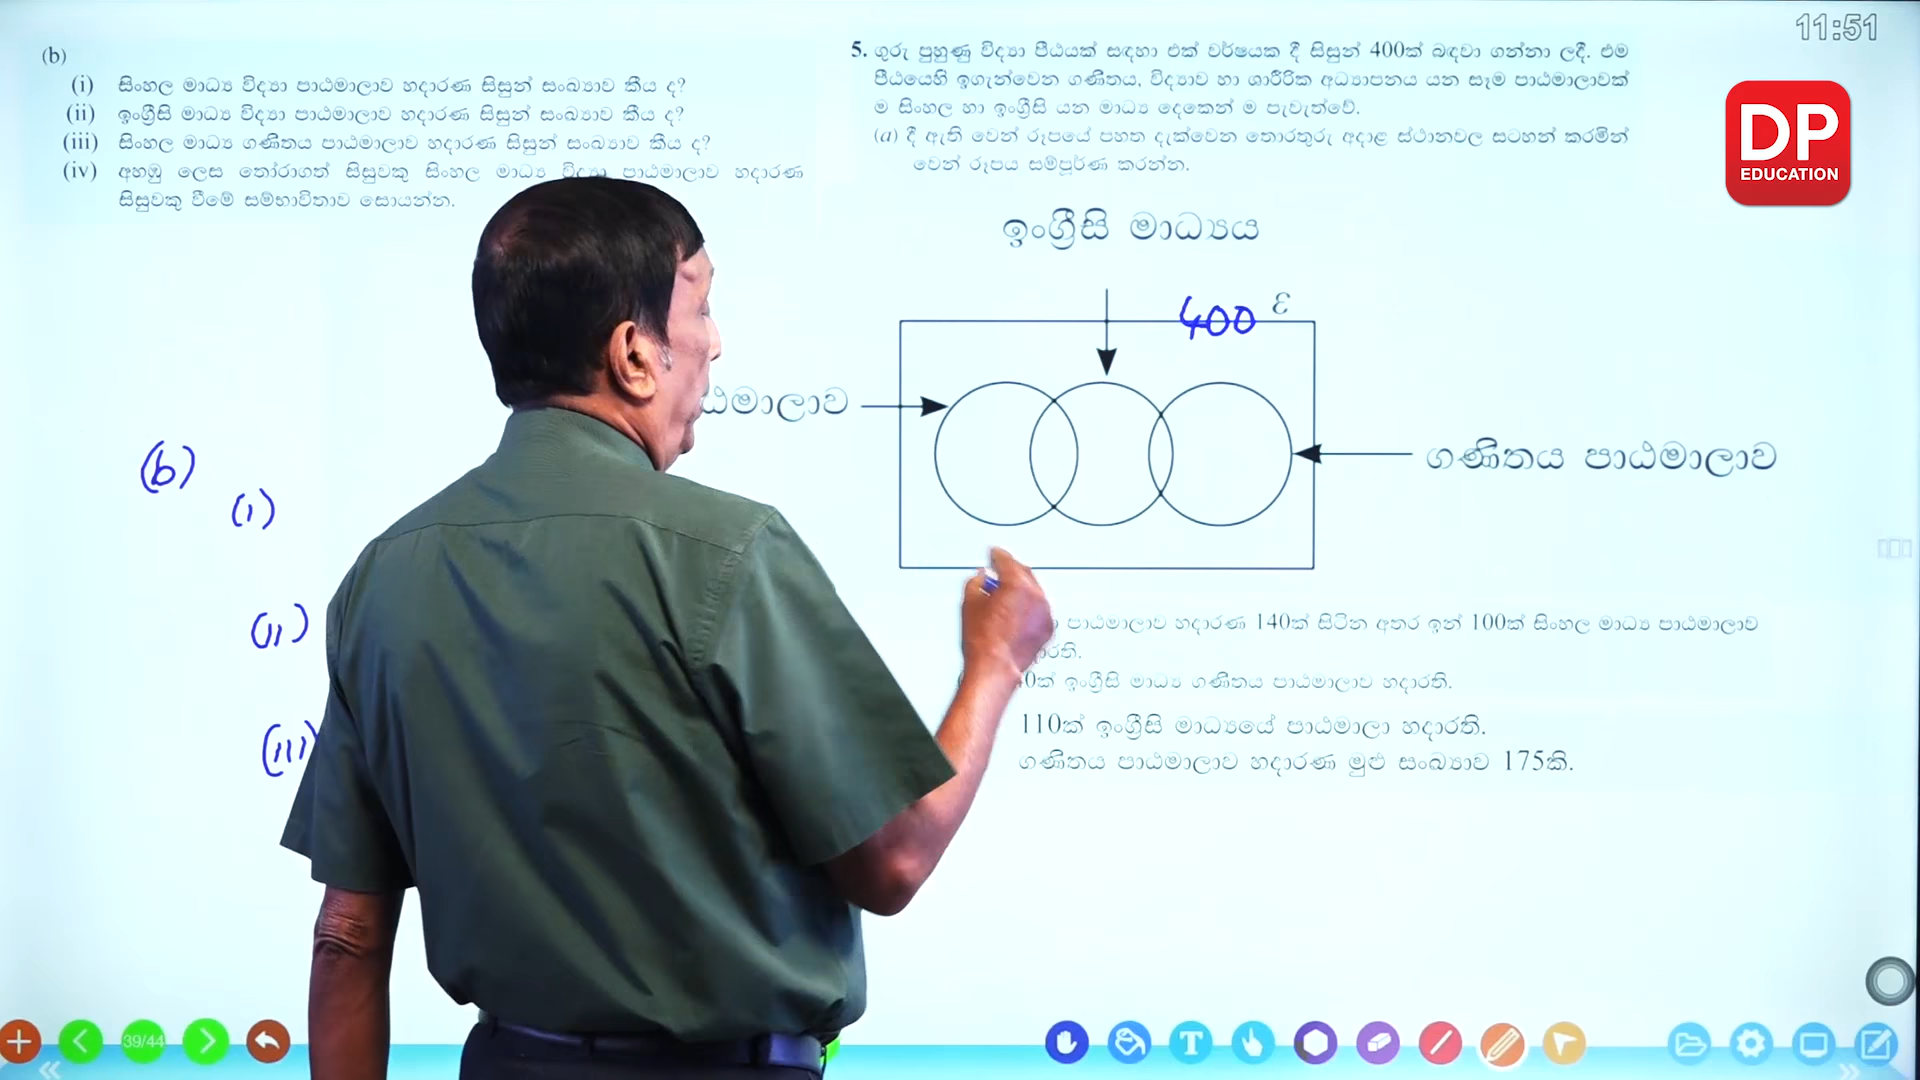 11:51
(b)
(i) සිංහල මාධ්‍ය විද්‍යා පාඨමාලාව හදාරණ සිසුන් සංඛ්‍යාව කීය ද?
(ii) ඉංග්‍රීසි මාධ්‍ය විද්‍යා පාඨමාලාව හදාරණ සිසුන් සංඛ්‍යාව කීය ද?
(iii) සිංහල මාධ්‍ය ගණිතය පාඨමාලාව හදාරණ සිසුන් සංඛ්‍යාව කීය ද?
(iv) අහඹු ලෙස තෝරාගත් සිසුවකු සිංහල මාධ්‍ය විද්‍යා පාඨමාලාව හදාරණ
සිසුවකු වීමේ සම්භාවිතාව සොයන්න.
5. ගුරු පුහුණු විද්‍යා පීඨයක් සඳහා එක් වර්ෂයක දී සිසුන් 400ක් බඳවා ගන්නා ලදී. එම
පීඨයෙහි ඉගැන්වෙන ගණිතය, විද්‍යාව හා ශාරීරික අධ්‍යාපනය යන සෑම පාඨමාලාවක්
ම සිංහල හා ඉංග්‍රීසි යන මාධ්‍ය දෙකෙන් ම පැවැත්වේ.
(a) දී ඇති වෙන් රූපයේ පහත දැක්වෙන තොරතුරු අදාළ ස්ථානවල සටහන් කරමින්
වෙන් රූපය සම්පූර්ණ කරන්න.
DP
EDUCATION
ඉංග්‍රීසි මාධ්‍යය
400 ε
ඨමාලාව
ගණිතය පාඨමාලාව
(b)
(i)
(ii)
(iii)
පාඨමාලාව හදාරණ 140ක් සිටින අතර ඉන් 100ක් සිංහල මාධ්‍ය පාඨමාලාව
0ක් ඉංග්‍රීසි මාධ්‍ය ගණිතය පාඨමාලාව හදාරති.
110ක් ඉංග්‍රීසි මාධ්‍යයේ පාඨමාලා හදාරති.
ගණිතය පාඨමාලාව හදාරණ මුළු සංඛ්‍යාව 175කි.
39/44